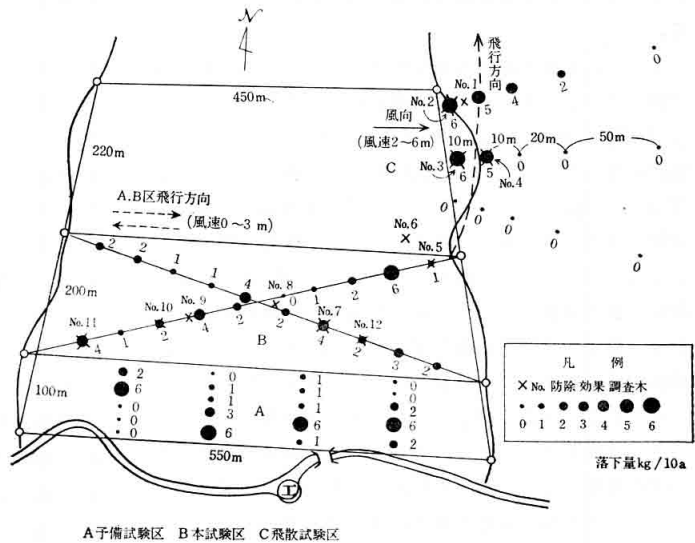 N
飛行方向
450m
No.1
No.2
5
4
2
0
6
風向
(風速2~6m)
10m
10m
20m
50m
C
No.3
6
5
No.4
0
0
0
220m
A.B区飛行方向
(風速0~3 m)
0
0
0
0
0
No.6
No.5
2
2
1
1
4
No.8
0
1
2
6
1
200m
No.11
4
1
No.10
2
No.9
4
2
2
No.7
4
No.12
2
3
2
B
100m
2
6
0
0
0
0
1
1
3
6
A
1
1
1
6
1
0
0
2
6
2
550m
工
凡 例
×No. 防除効果調査木
0 1 2 3 4 5 6
落下量kg/10a
A予備試験区 B本試験区 C飛散試験区